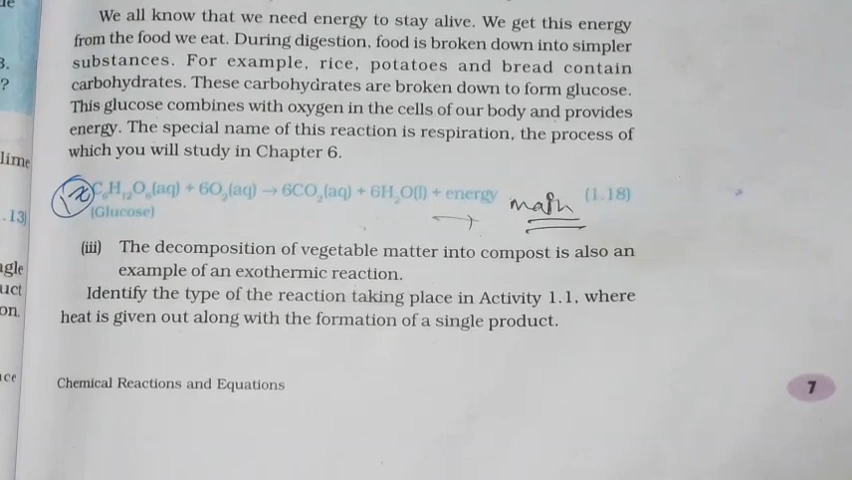 We all know that we need energy to stay alive. We get this energy
from the food we eat. During digestion, food is broken down into simpler
3.
substances. For example, rice, potatoes and bread contain
?
carbohydrates. These carbohydrates are broken down to form glucose.
This glucose combines with oxygen in the cells of our body and provides
energy. The special name of this reaction is respiration, the process of
lime
which you will study in Chapter 6.
C₆H₁₂O₆(aq) + 6O₂(aq) → 6CO₂(aq) + 6H₂O(l) + energy main (1.18)
.13)
(Glucose)
(iii) The decomposition of vegetable matter into compost is also an
example of an exothermic reaction.
Identify the type of the reaction taking place in Activity 1.1, where
uct
heat is given out along with the formation of a single product.
on.
Chemical Reactions and Equations
7